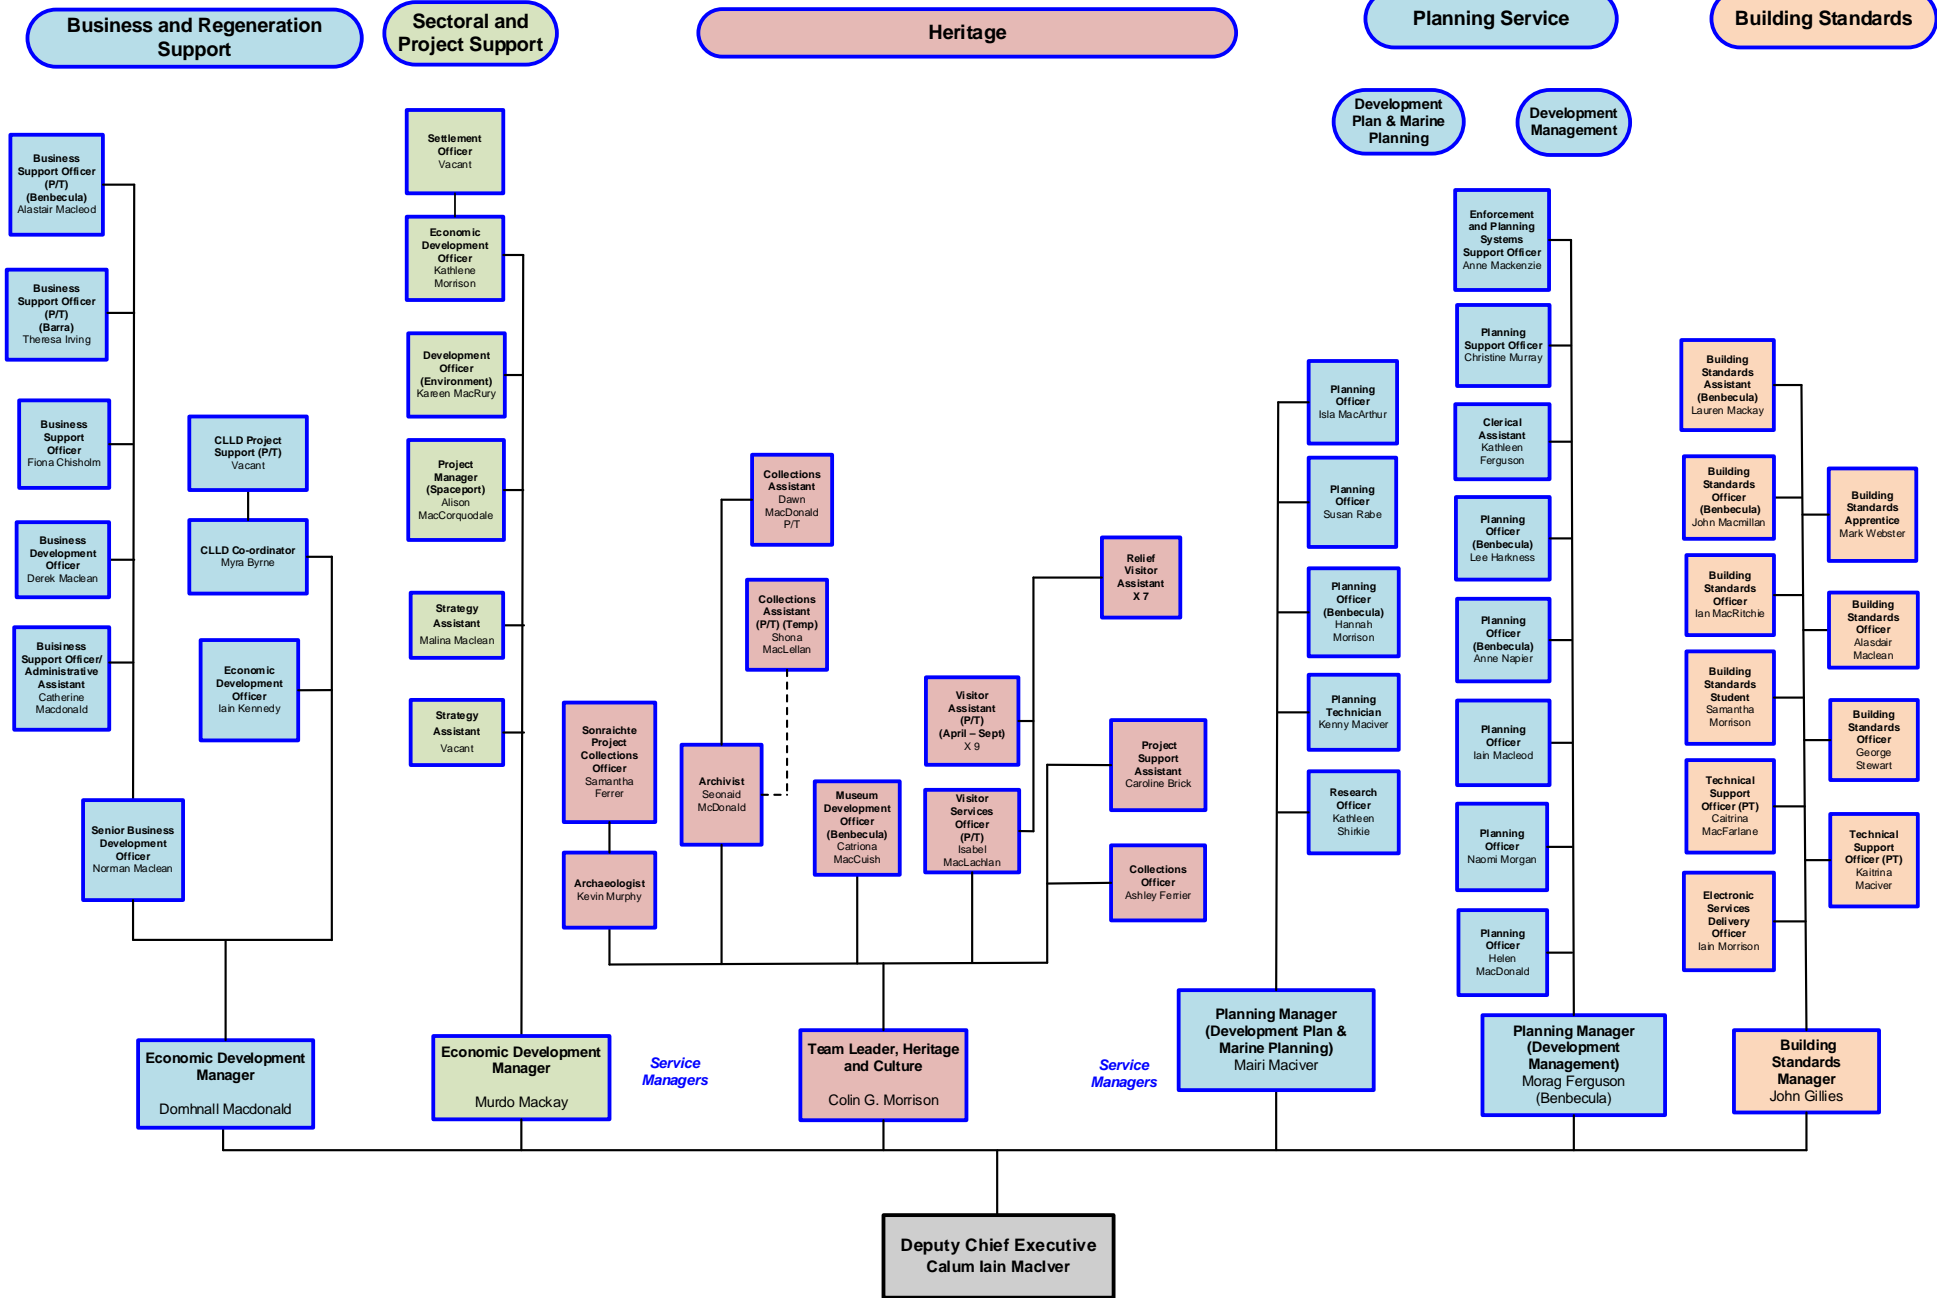 Business and Regeneration
Support
Sectoral and
Project Support
Heritage
Planning Service
Building Standards
Development
Plan & Marine
Planning
Development
Management
Business
Support Officer
(P/T)
(Benbecula)
Alastair Macleod
Business
Support Officer
(P/T)
(Barra)
Theresa Irving
Business
Support
Officer
Fiona Chisholm
Business
Development
Officer
Derek Maclean
Buisiness
Support Officer/
Administrative
Assistant
Catherine
Macdonald
Senior Business
Development
Officer
Norman Maclean
CLLD Project
Support (P/T)
Vacant
CLLD Co-ordinator
Myra Byrne
Economic
Development
Officer
Iain Kennedy
Economic Development
Manager
Domhnall Macdonald
Settlement
Officer
Vacant
Economic
Development
Officer
Kathlene
Morrison
Development
Officer
(Environment)
Kareen MacRury
Project
Manager
(Spaceport)
Alison
MacCorquodale
Strategy
Assistant
Malina Maclean
Strategy
Assistant
Vacant
Economic Development
Manager
Murdo Mackay
Service
Managers
Sonraichte
Project
Collections
Officer
Samantha
Ferrer
Archaeologist
Kevin Murphy
Collections
Assistant
Dawn
MacDonald
P/T
Collections
Assistant
(P/T) (Temp)
Shona
MacLellan
Archivist
Seonaid
McDonald
Museum
Development
Officer
(Benbecula)
Catriona
MacCuish
Visitor
Assistant
(P/T)
(April – Sept)
X 9
Visitor
Services
Officer
(P/T)
Isabel
MacLachlan
Relief
Visitor
Assistant
X 7
Project
Support
Assistant
Caroline Brick
Collections
Officer
Ashley Ferrier
Team Leader, Heritage
and Culture
Colin G. Morrison
Service
Managers
Planning
Officer
Isla MacArthur
Planning
Officer
Susan Rabe
Planning
Officer
(Benbecula)
Hannah
Morrison
Planning
Technician
Kenny Maciver
Research
Officer
Kathleen
Shirkie
Planning Manager
(Development Plan &
Marine Planning)
Mairi Maciver
Enforcement
and Planning
Systems
Support Officer
Anne Mackenzie
Planning
Support Officer
Christine Murray
Clerical
Assistant
Kathleen
Ferguson
Planning
Officer
(Benbecula)
Lee Harkness
Planning
Officer
(Benbecula)
Anne Napier
Planning
Officer
Iain Macleod
Planning
Officer
Naomi Morgan
Planning
Officer
Helen
MacDonald
Planning Manager
(Development
Management)
Morag Ferguson
(Benbecula)
Building
Standards
Assistant
(Benbecula)
Lauren Mackay
Building
Standards
Officer
(Benbecula)
John Macmillan
Building
Standards
Officer
Ian MacRitchie
Building
Standards
Student
Samantha
Morrison
Technical
Support
Officer (PT)
Caitrina
MacFarlane
Electronic
Services
Delivery
Officer
Iain Morrison
Building
Standards
Apprentice
Mark Webster
Building
Standards
Officer
Alasdair
Maclean
Building
Standards
Officer
George
Stewart
Technical
Support
Officer (PT)
Kaitrina
Maciver
Building
Standards
Manager
John Gillies
Deputy Chief Executive
Calum Iain MacIver